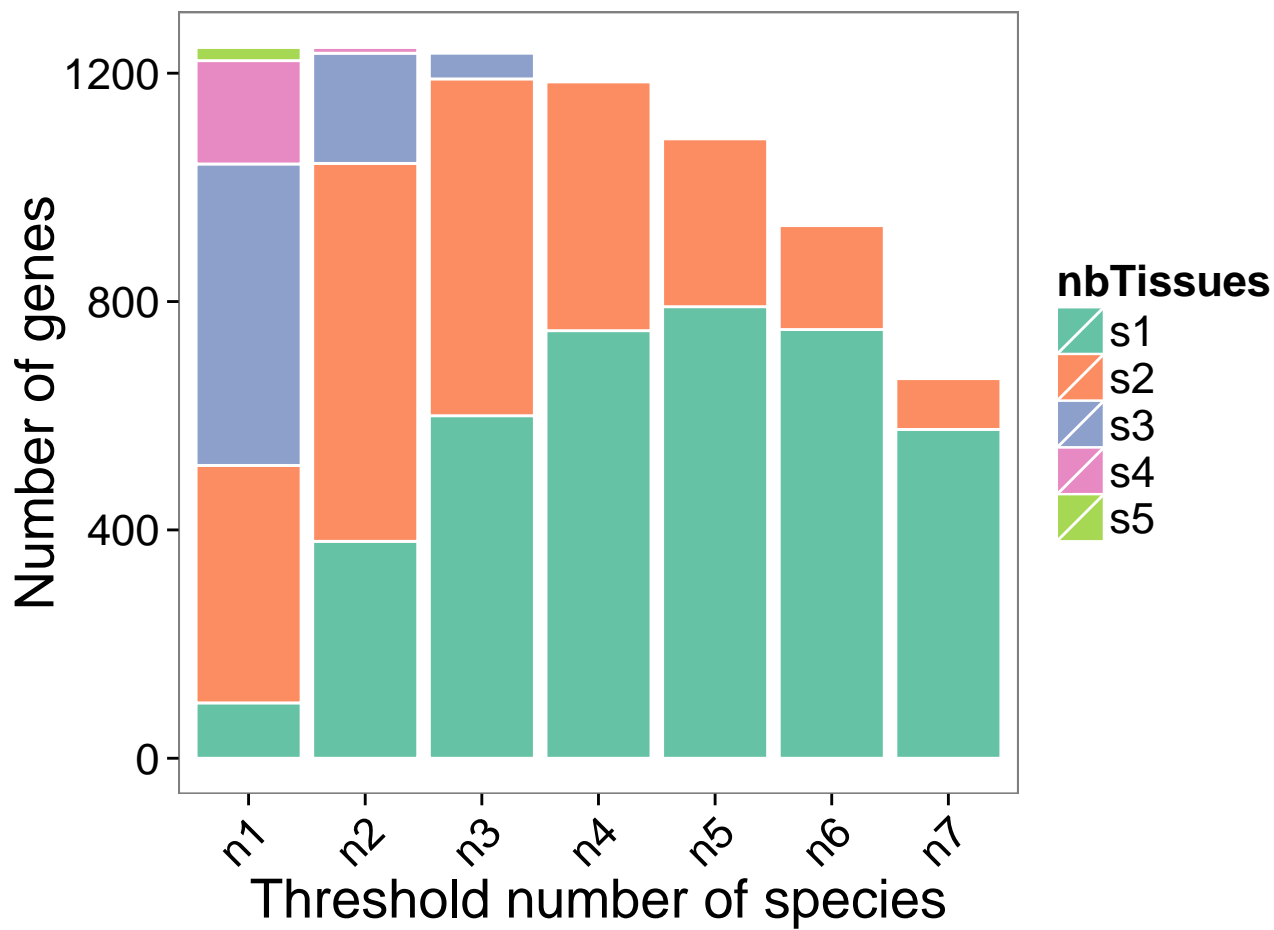 Number of genes
1200
800
400
0
n1
n2
n3
n4
n5
n6
n7
Threshold number of species
nbTissues
s1
s2
s3
s4
s5